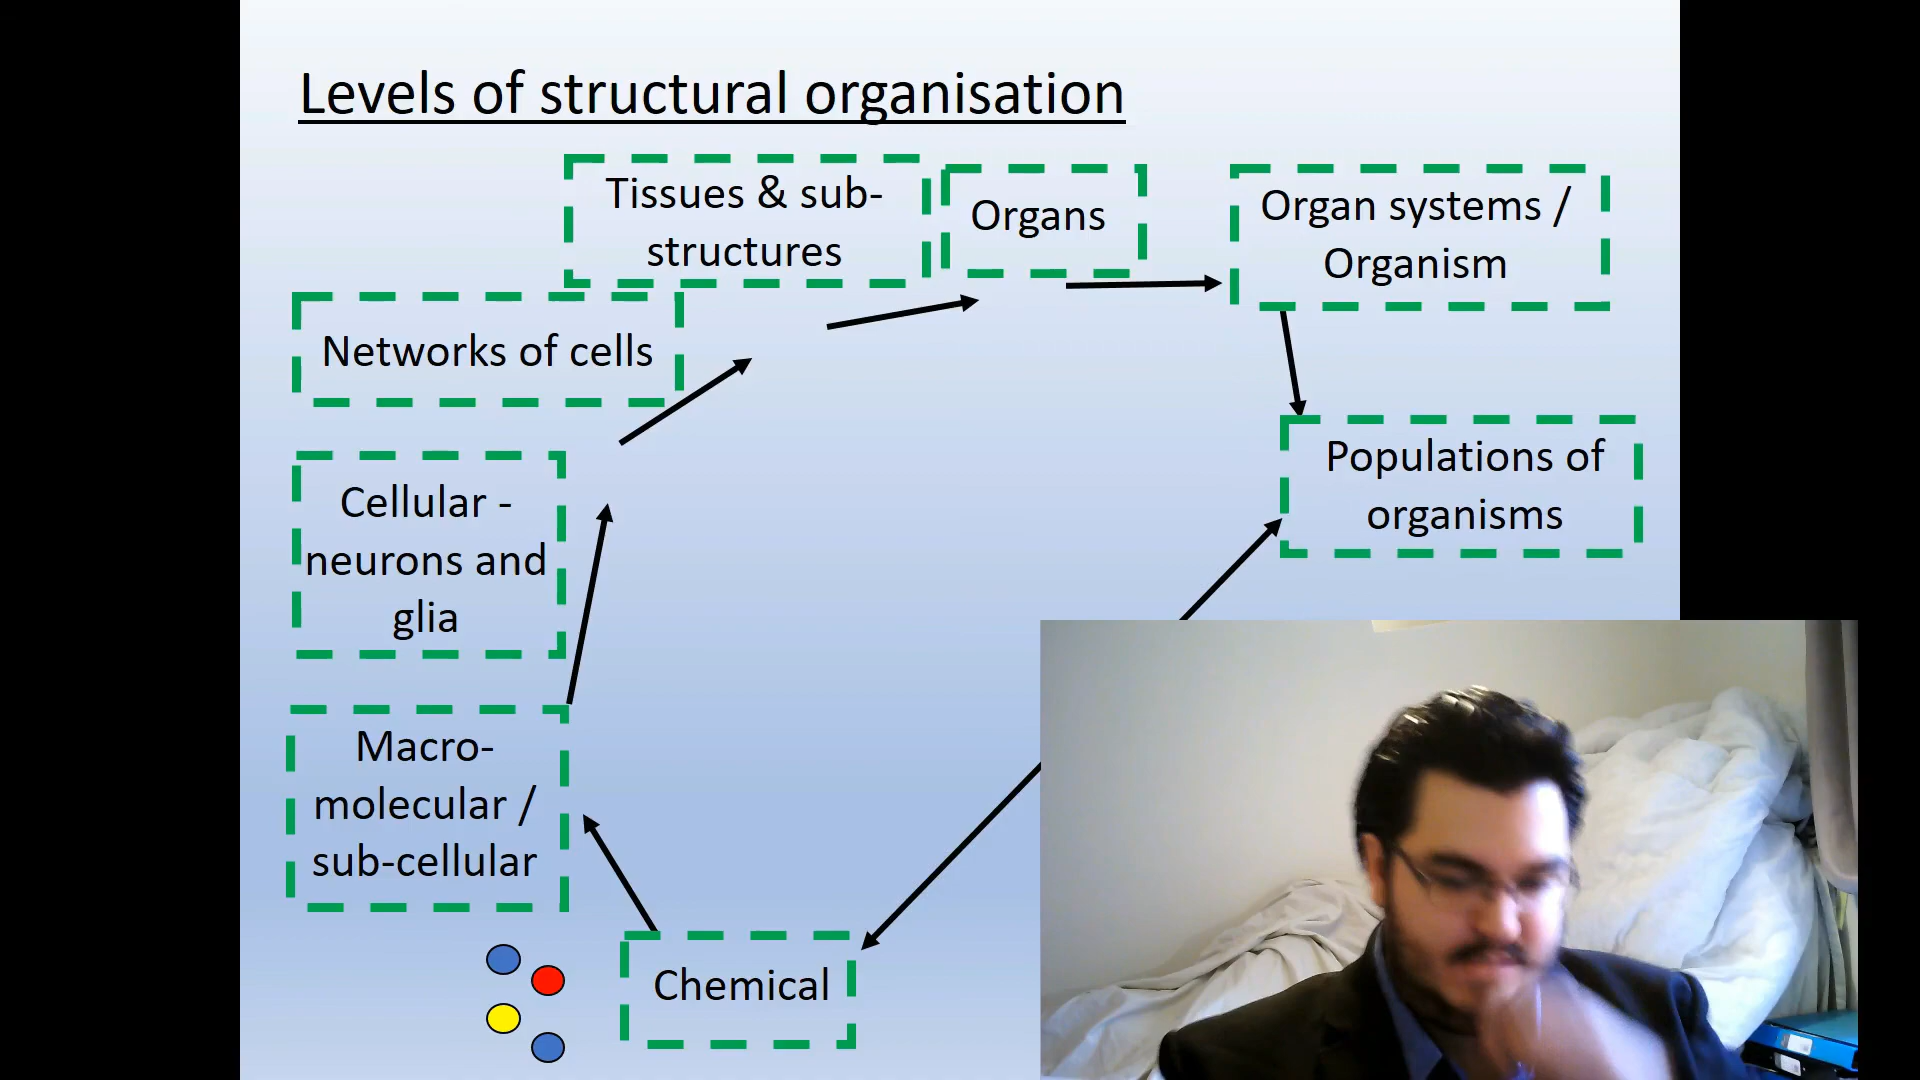 Levels of structural organisation
Tissues & sub-
structures
Organs
Organ systems /
Organism
Networks of cells
Populations of
organisms
Cellular -
neurons and
glia
Macro-
molecular /
sub-cellular
Chemical